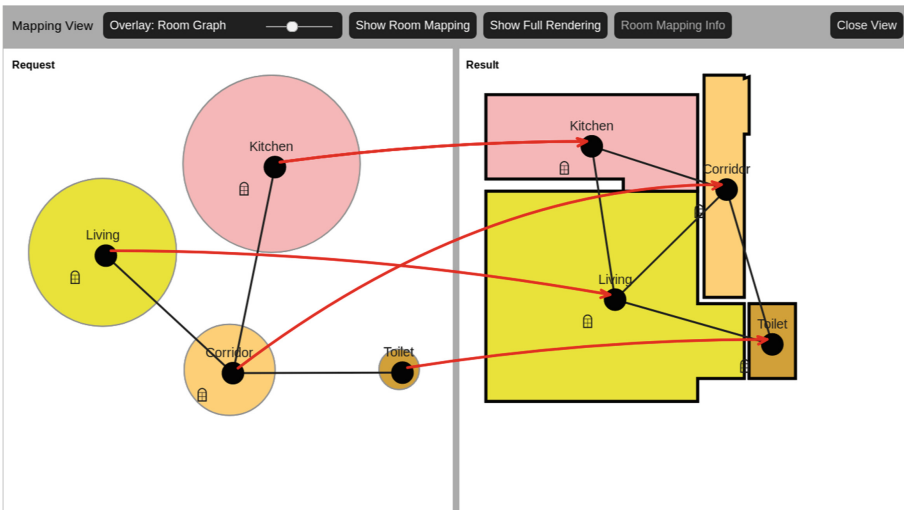 Mapping View Overlay: Room Graph Show Room Mapping Show Full Rendering Room Mapping Info Close View
Request
Kitchen
Living
Corridor
Toilet
Result
Kitchen
Corridor
Living
Toilet